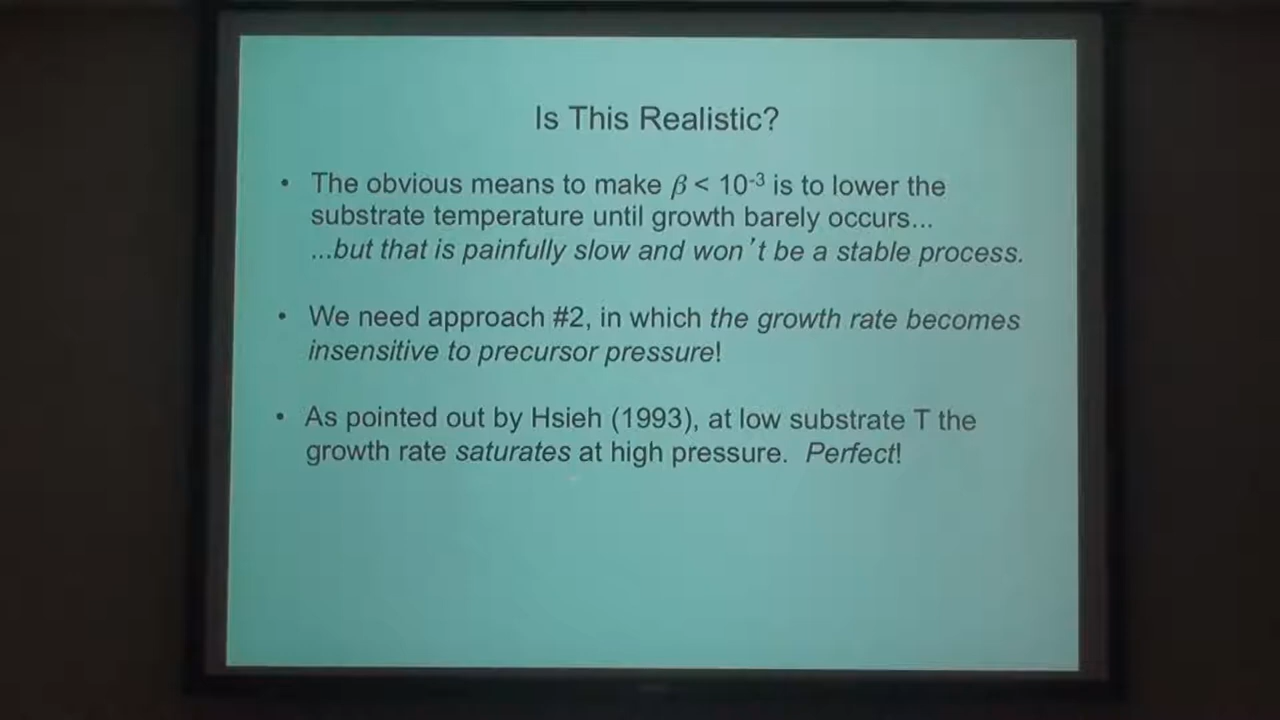 Is This Realistic?
• The obvious means to make β < 10⁻³ is to lower the
substrate temperature until growth barely occurs...
...but that is painfully slow and won't be a stable process.
• We need approach #2, in which the growth rate becomes
insensitive to precursor pressure!
• As pointed out by Hsieh (1993), at low substrate T the
growth rate saturates at high pressure. Perfect!